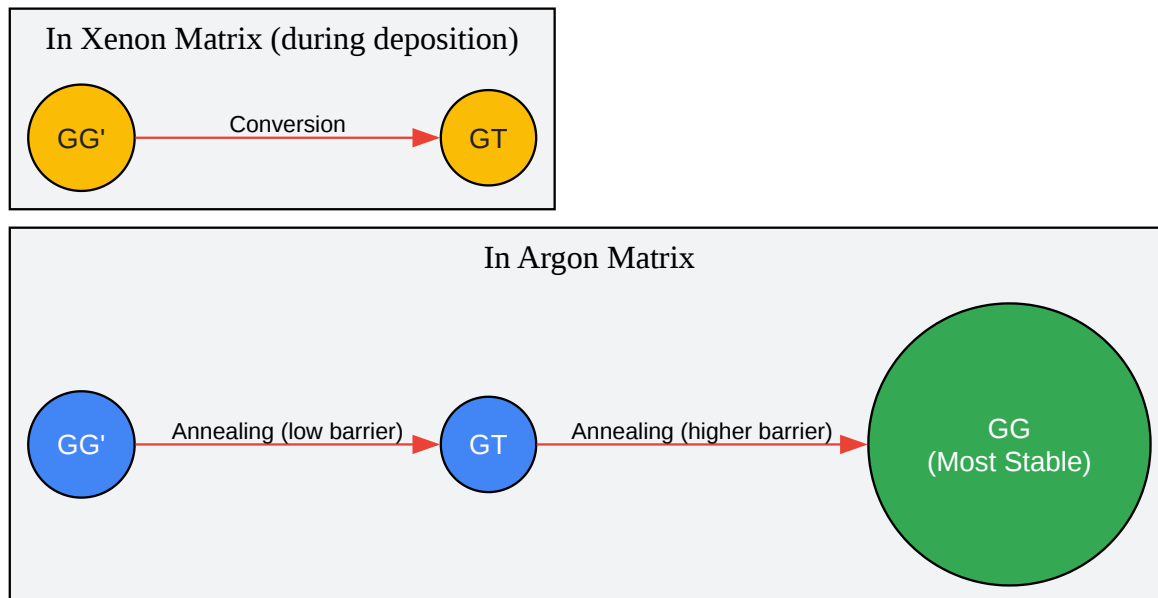 In Xenon Matrix (during deposition)
GG'
Conversion
GT
In Argon Matrix
GG'
Annealing (low barrier)
GT
Annealing (higher barrier)
GG
(Most Stable)